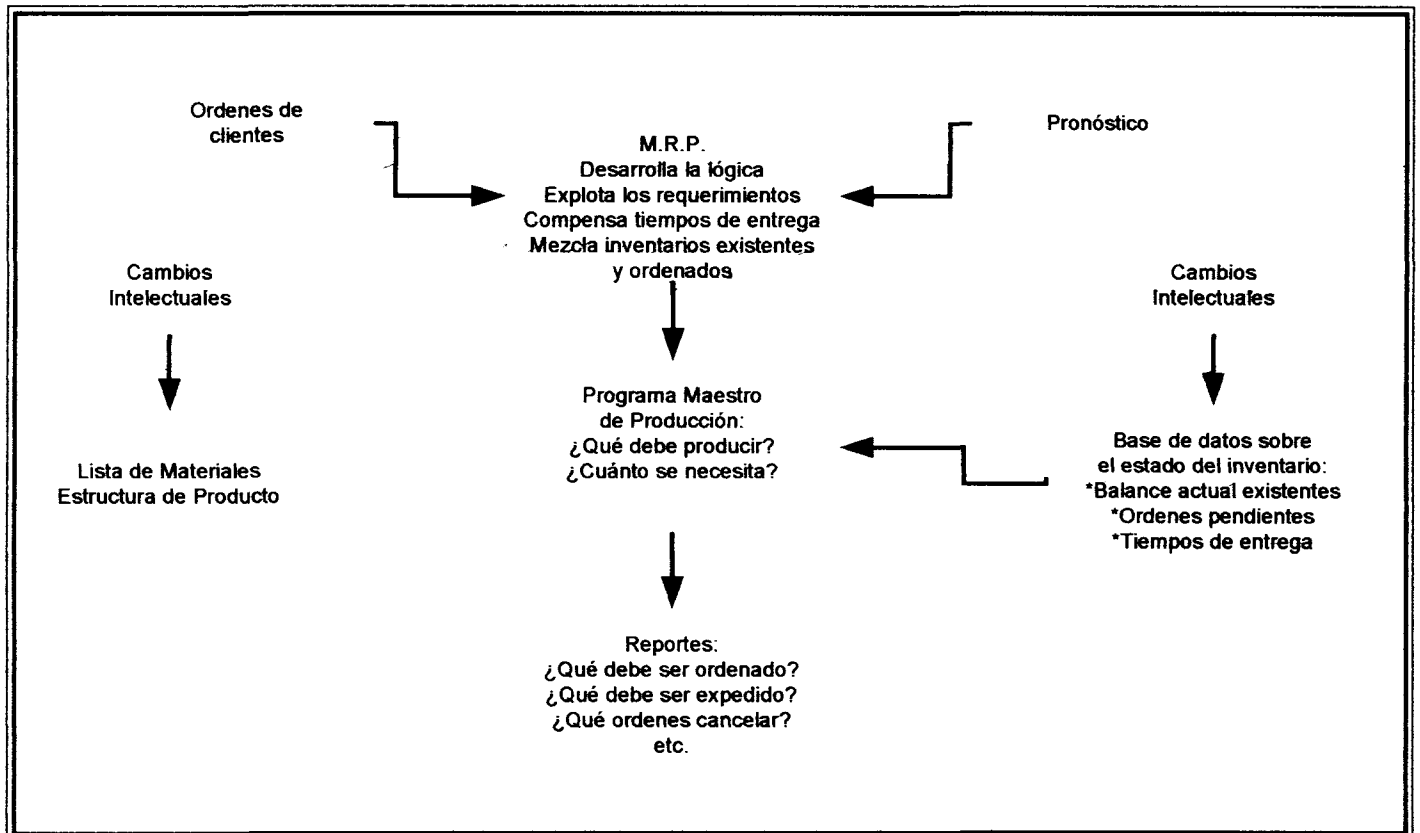 Ordenes de
clientes
Pronóstico
M.R.P.
Desarrolla la lógica
Explota los requerimientos
Compensa tiempos de entrega
Mezcla inventarios existentes
y ordenados
Cambios
Intelectuales
Cambios
Intelectuales
Programa Maestro
de Producción:
¿Qué debe producir?
¿Cuánto se necesita?
Lista de Materiales
Estructura de Producto
Base de datos sobre
el estado del inventario:
*Balance actual existentes
*Ordenes pendientes
*Tiempos de entrega
Reportes:
¿Qué debe ser ordenado?
¿Qué debe ser expedido?
¿Qué ordenes cancelar?
etc.